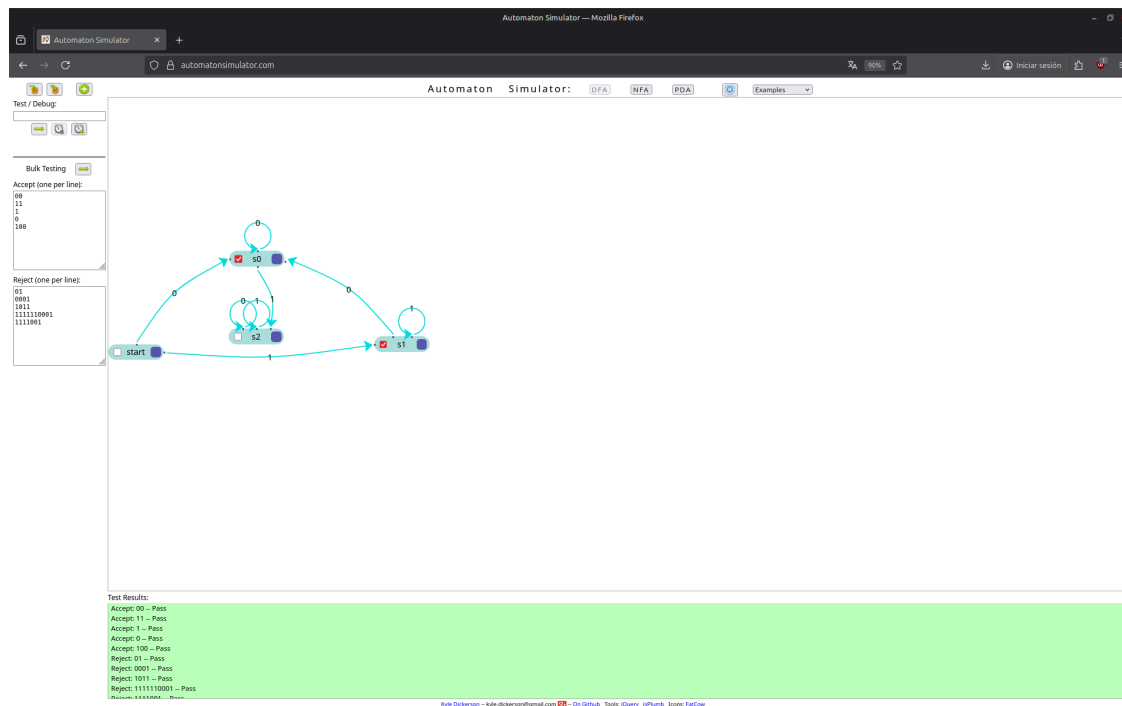 Automaton Simulator — Mozilla Firefox
Automaton Simulator × +
automatonsimulator.com 90% Iniciar sesión
Automaton Simulator: DFA NFA PDA Examples
Test / Debug:
Bulk Testing
Accept (one per line):
00
11
1
0
100
Reject (one per line):
01
0001
1011
1111110001
1111001
0
s0
0
0
1
0
1
s2
1
start
1
s1
1
Test Results:
Accept: 00 -- Pass
Accept: 11 -- Pass
Accept: 1 -- Pass
Accept: 0 -- Pass
Accept: 100 -- Pass
Reject: 01 -- Pass
Reject: 0001 -- Pass
Reject: 1011 -- Pass
Reject: 1111110001 -- Pass
Reject: 1111001 -- Pass
Kyle Dickerson -- kyle.dickerson@gmail.com -- On Github Tools: jQuery jsPlumb Icons: FatCow